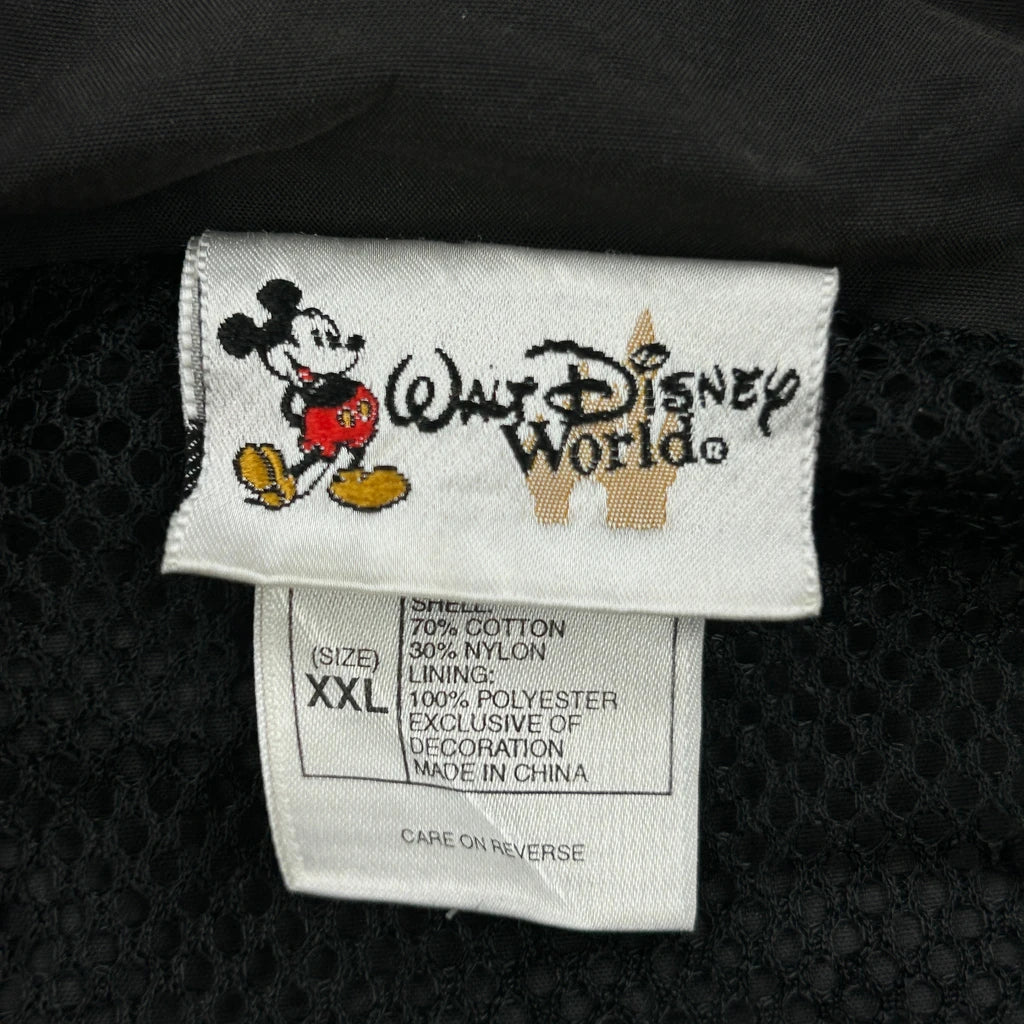 WALT DISNEY
World®
SHELL:
70% COTTON
30% NYLON
(SIZE)
XXL
LINING:
100% POLYESTER
EXCLUSIVE OF
DECORATION
MADE IN CHINA
CARE ON REVERSE